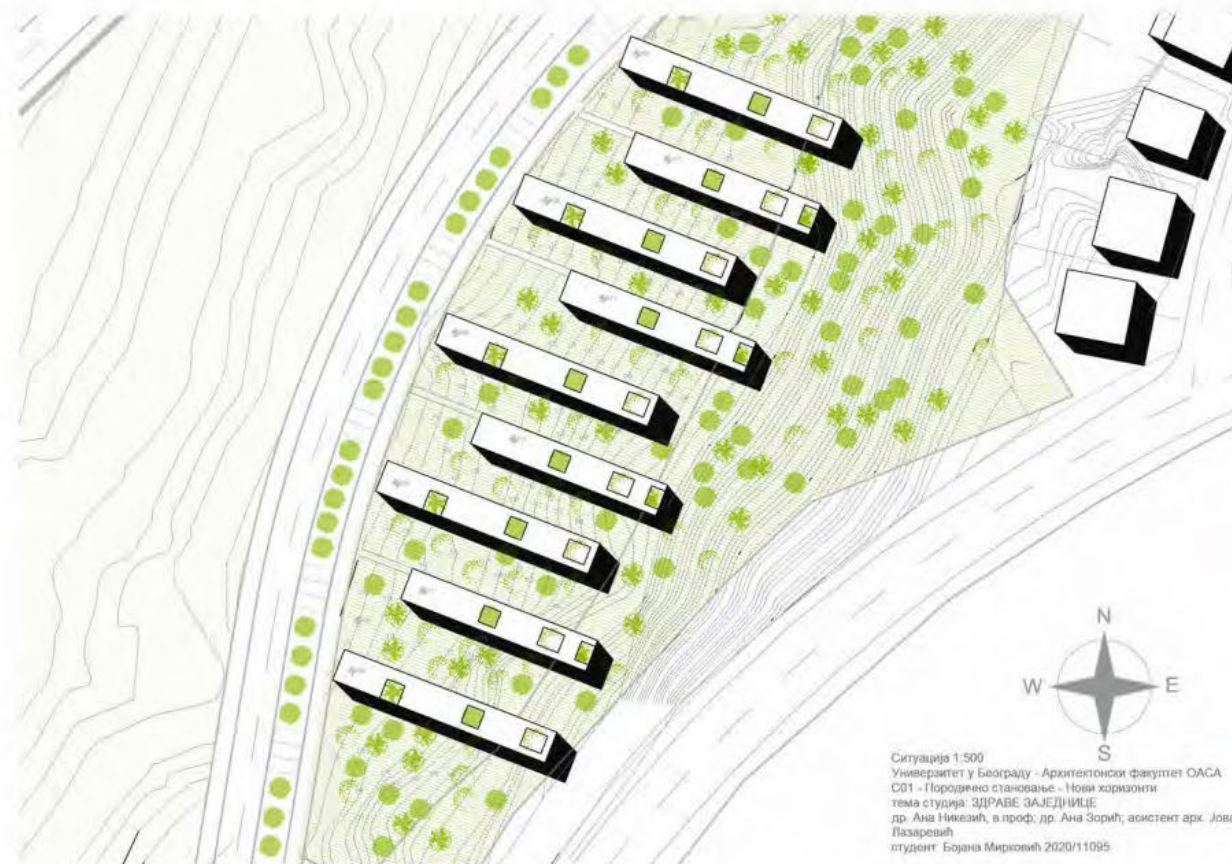 N
W E
S
Ситуација 1:500
Универзитет у Београду - Архитектонски факултет ОАСА
С01 - Породично становање - Нови хоризонти
тема студија: ЗДРАВЕ ЗАЈЕДНИЦЕ
др. Ана Никезић, в.проф; др. Ана Зорић; асистент арх. Јова
Лазаревић
студент: Бојана Мирковић 2020/11095